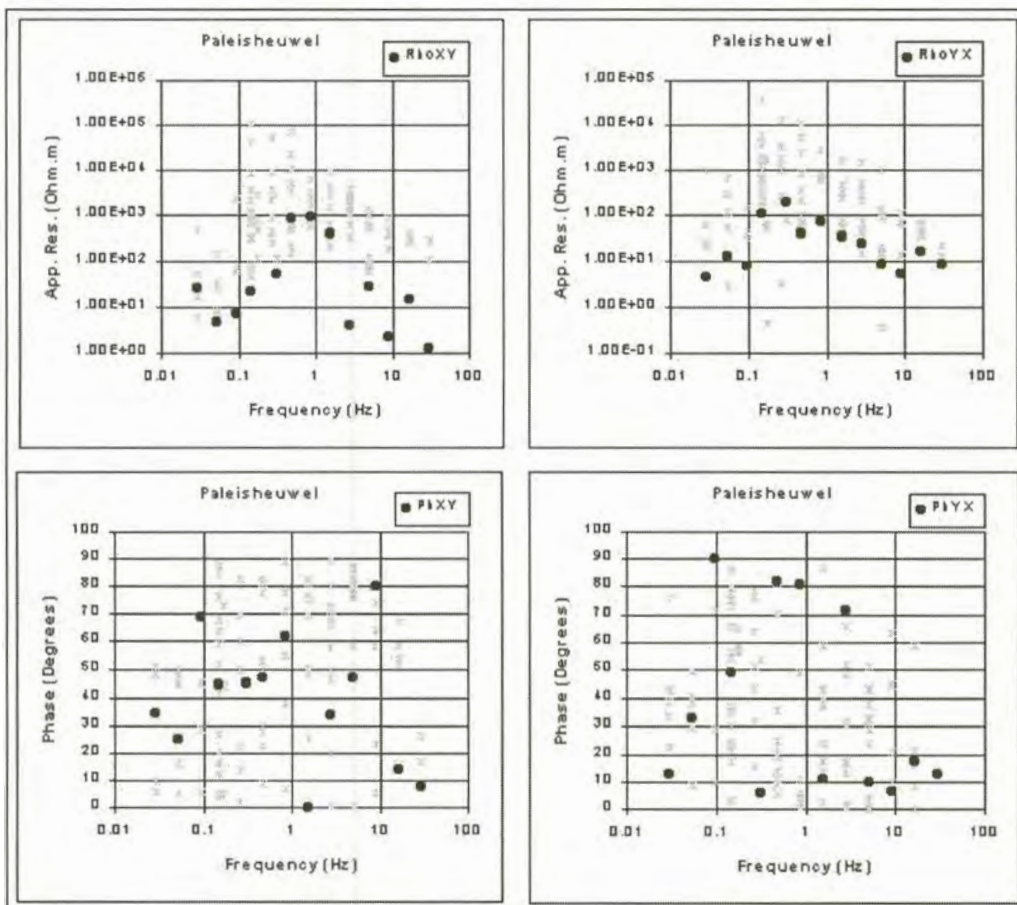 Paleisheuwel
RhoXY
App. Res. (Ohm.m)
1.00E+06
1.00E+05
1.00E+04
1.00E+03
1.00E+02
1.00E+01
1.00E+00
0.01 0.1 1 10 100
Frequency (Hz)
Paleisheuwel
RhoYX
App. Res. (Ohm.m)
1.00E+05
1.00E+04
1.00E+03
1.00E+02
1.00E+01
1.00E+00
1.00E-01
0.01 0.1 1 10 100
Frequency (Hz)
Paleisheuwel
PhXY
Phase (Degrees)
100
90
80
70
60
50
40
30
20
10
0
0.01 0.1 1 10 100
Frequency (Hz)
Paleisheuwel
PhYX
Phase (Degrees)
100
90
80
70
60
50
40
30
20
10
0
0.01 0.1 1 10 100
Frequency (Hz)